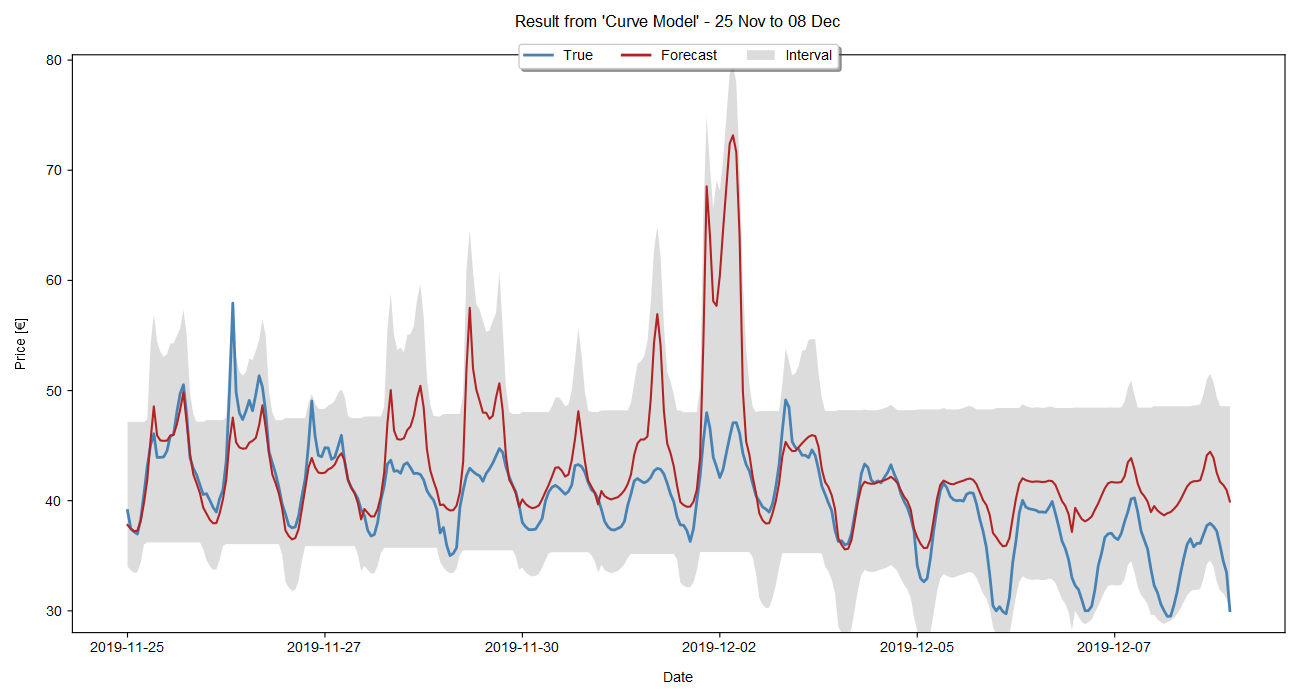 Result from 'Curve Model' - 25 Nov to 08 Dec
True Forecast Interval
80
70
60
50
40
30
Price [€]
2019-11-25 2019-11-27 2019-11-30 2019-12-02 2019-12-05 2019-12-07
Date